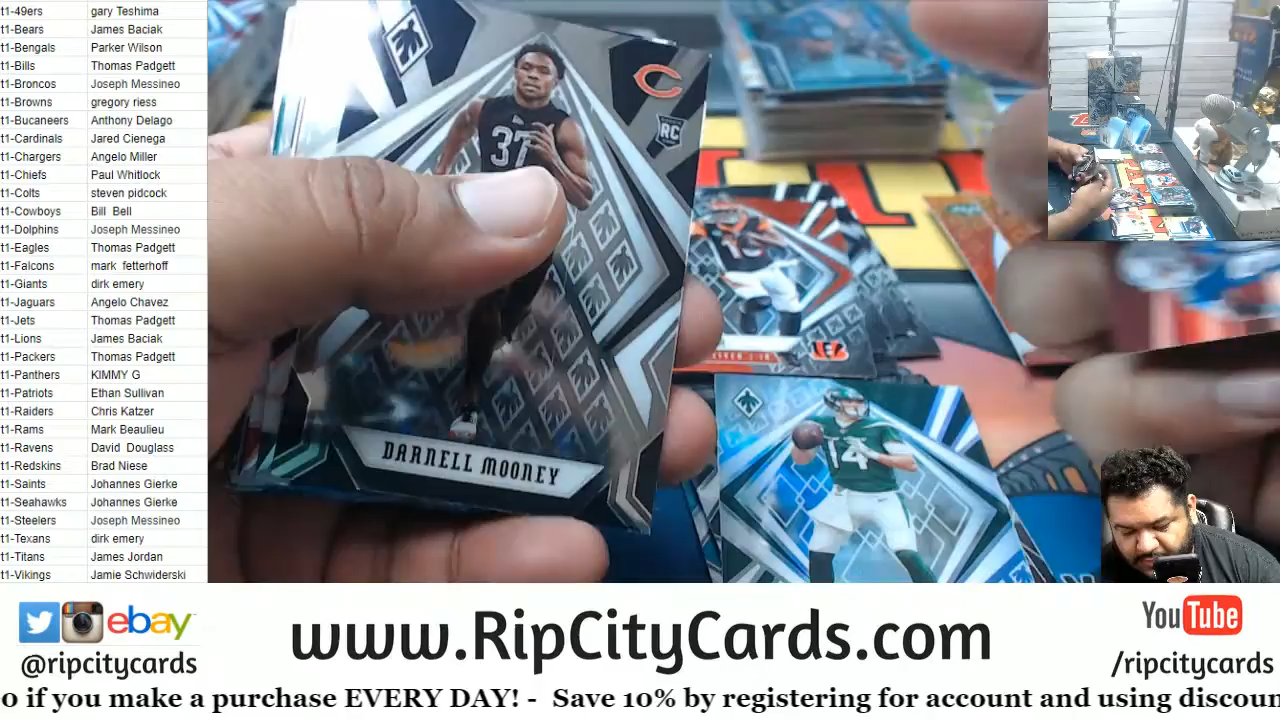 t1-49ers gary Teshima
t1-Bears James Baciak
t1-Bengals Parker Wilson
t1-Bills Thomas Padgett
t1-Broncos Joseph Messineo
t1-Browns gregory riess
t1-Bucaneers Anthony Delago
t1-Cardinals Jared Cienega
t1-Chargers Angelo Miller
t1-Chiefs Paul Whitlock
t1-Colts steven pidcock
t1-Cowboys Bill Bell
t1-Dolphins Joseph Messineo
t1-Eagles Thomas Padgett
t1-Falcons mark fetterhoff
t1-Giants dirk emery
t1-Jaguars Angelo Chavez
t1-Jets Thomas Padgett
t1-Lions James Baciak
t1-Packers Thomas Padgett
t1-Panthers KIMMY G
t1-Patriots Ethan Sullivan
t1-Raiders Chris Katzer
t1-Rams Mark Beaulieu
t1-Ravens David Douglass
t1-Redskins Brad Niese
t1-Saints Johannes Gierke
t1-Seahawks Johannes Gierke
t1-Steelers Joseph Messineo
t1-Texans dirk emery
t1-Titans James Jordan
t1-Vikings Jamie Schwiderski
C
RC
37
DARNELL MOONEY
14
ebay
@ripcitycards
www.RipCityCards.com
YouTube
/ripcitycards
o if you make a purchase EVERY DAY! - Save 10% by registering for account and using discoun